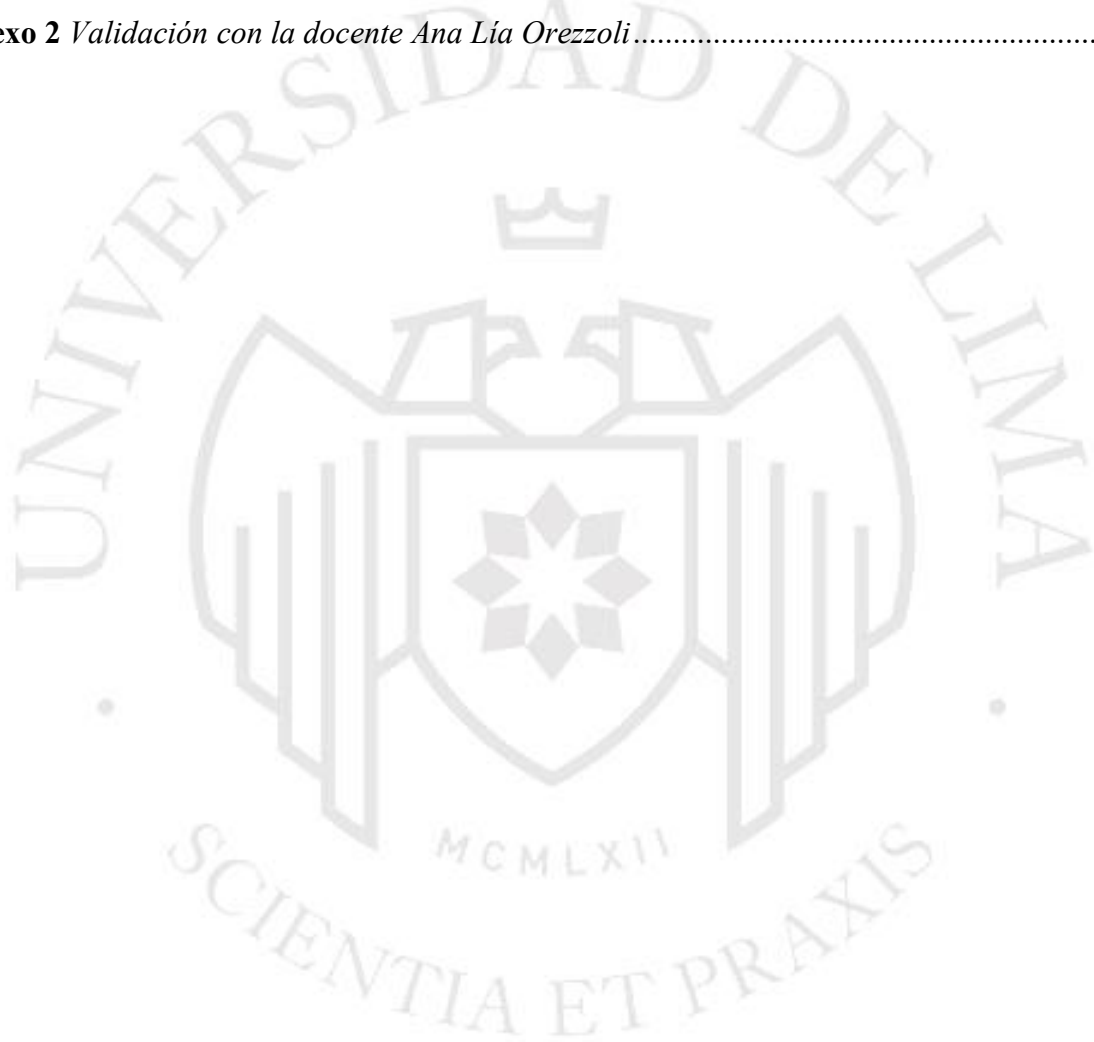 exo 2 Validación con la docente Ana Lía Orezzoli..................................................................
UNIVERSIDAD DE LIMA
MCMLXII
SCIENTIA ET PRAXIS